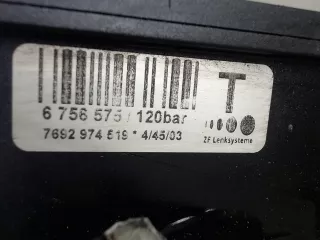 T
6 756 575 / 120bar
7692 974 519 * 4/45/03
ZF Lenksysteme